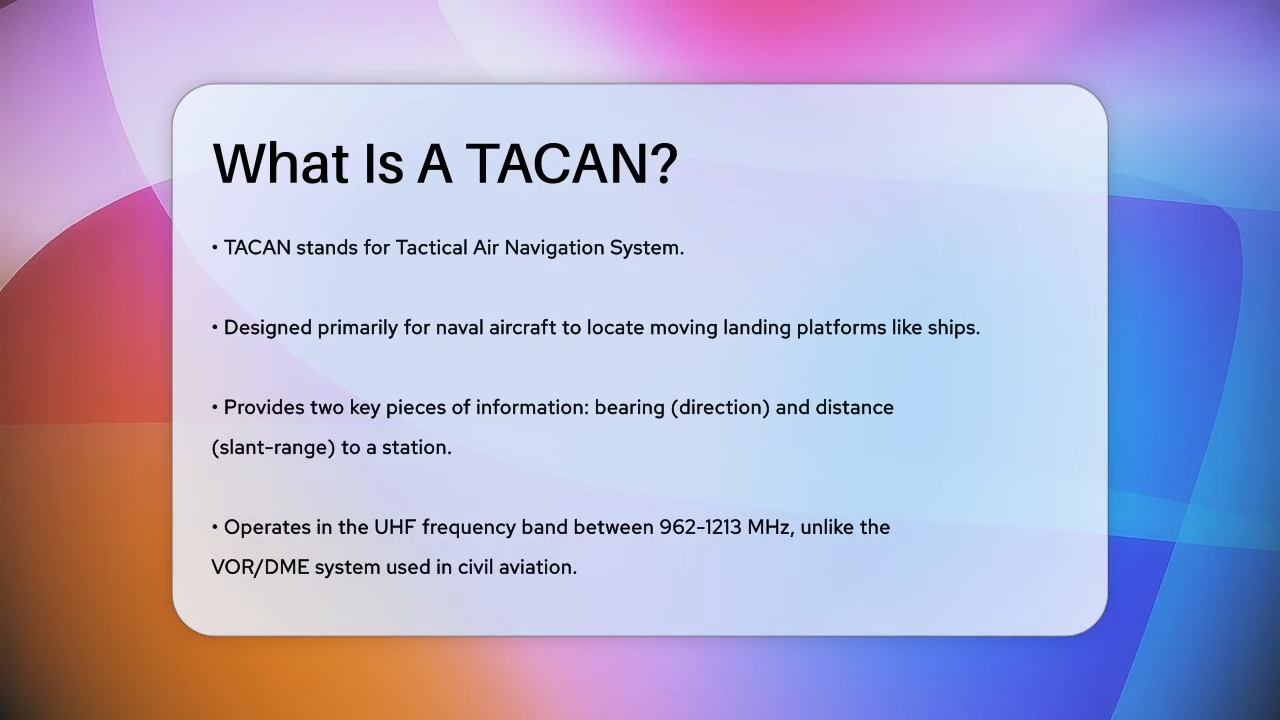 What Is A TACAN?
• TACAN stands for Tactical Air Navigation System.
• Designed primarily for naval aircraft to locate moving landing platforms like ships.
• Provides two key pieces of information: bearing (direction) and distance
(slant-range) to a station.
• Operates in the UHF frequency band between 962-1213 MHz, unlike the
VOR/DME system used in civil aviation.